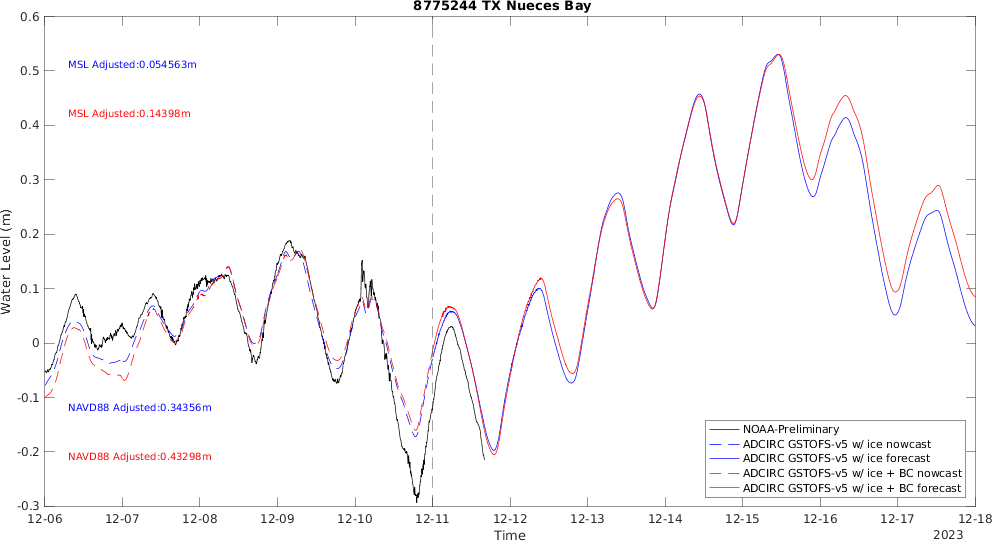 8775244 TX Nueces Bay
0.6
0.5
0.4
0.3
0.2
0.1
0
-0.1
-0.2
-0.3
Water Level (m)
MSL Adjusted:0.054563m
MSL Adjusted:0.14398m
NAVD88 Adjusted:0.34356m
NAVD88 Adjusted:0.43298m
NOAA-Preliminary
ADCIRC GSTOFS-v5 w/ ice nowcast
ADCIRC GSTOFS-v5 w/ ice forecast
ADCIRC GSTOFS-v5 w/ ice + BC nowcast
ADCIRC GSTOFS-v5 w/ ice + BC forecast
12-06 12-07 12-08 12-09 12-10 12-11 12-12 12-13 12-14 12-15 12-16 12-17 12-18
Time
2023